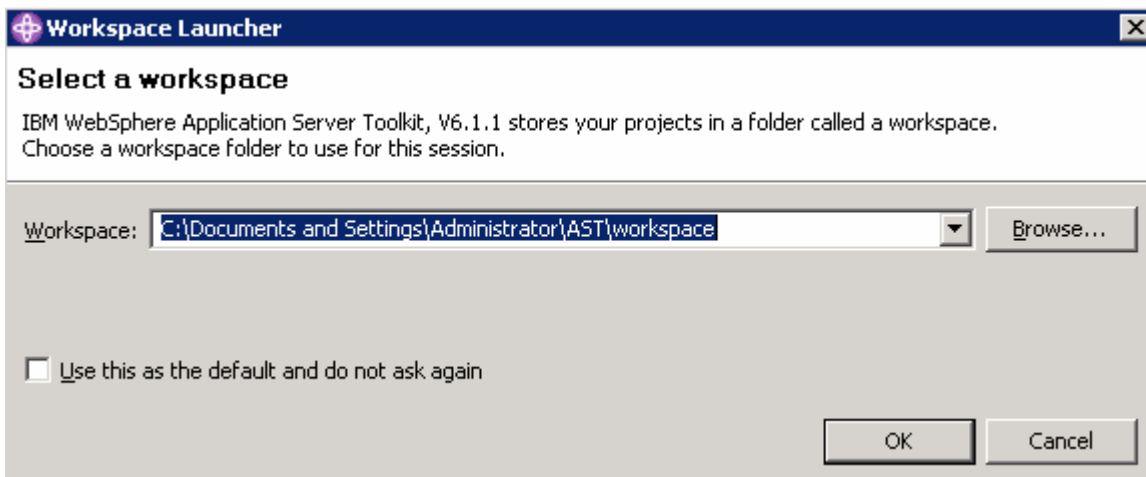 Workspace Launcher
Select a workspace
IBM WebSphere Application Server Toolkit, V6.1.1 stores your projects in a folder called a workspace.
Choose a workspace folder to use for this session.
Workspace: C:\Documents and Settings\Administrator\AST\workspace Browse...
Use this as the default and do not ask again
OK Cancel